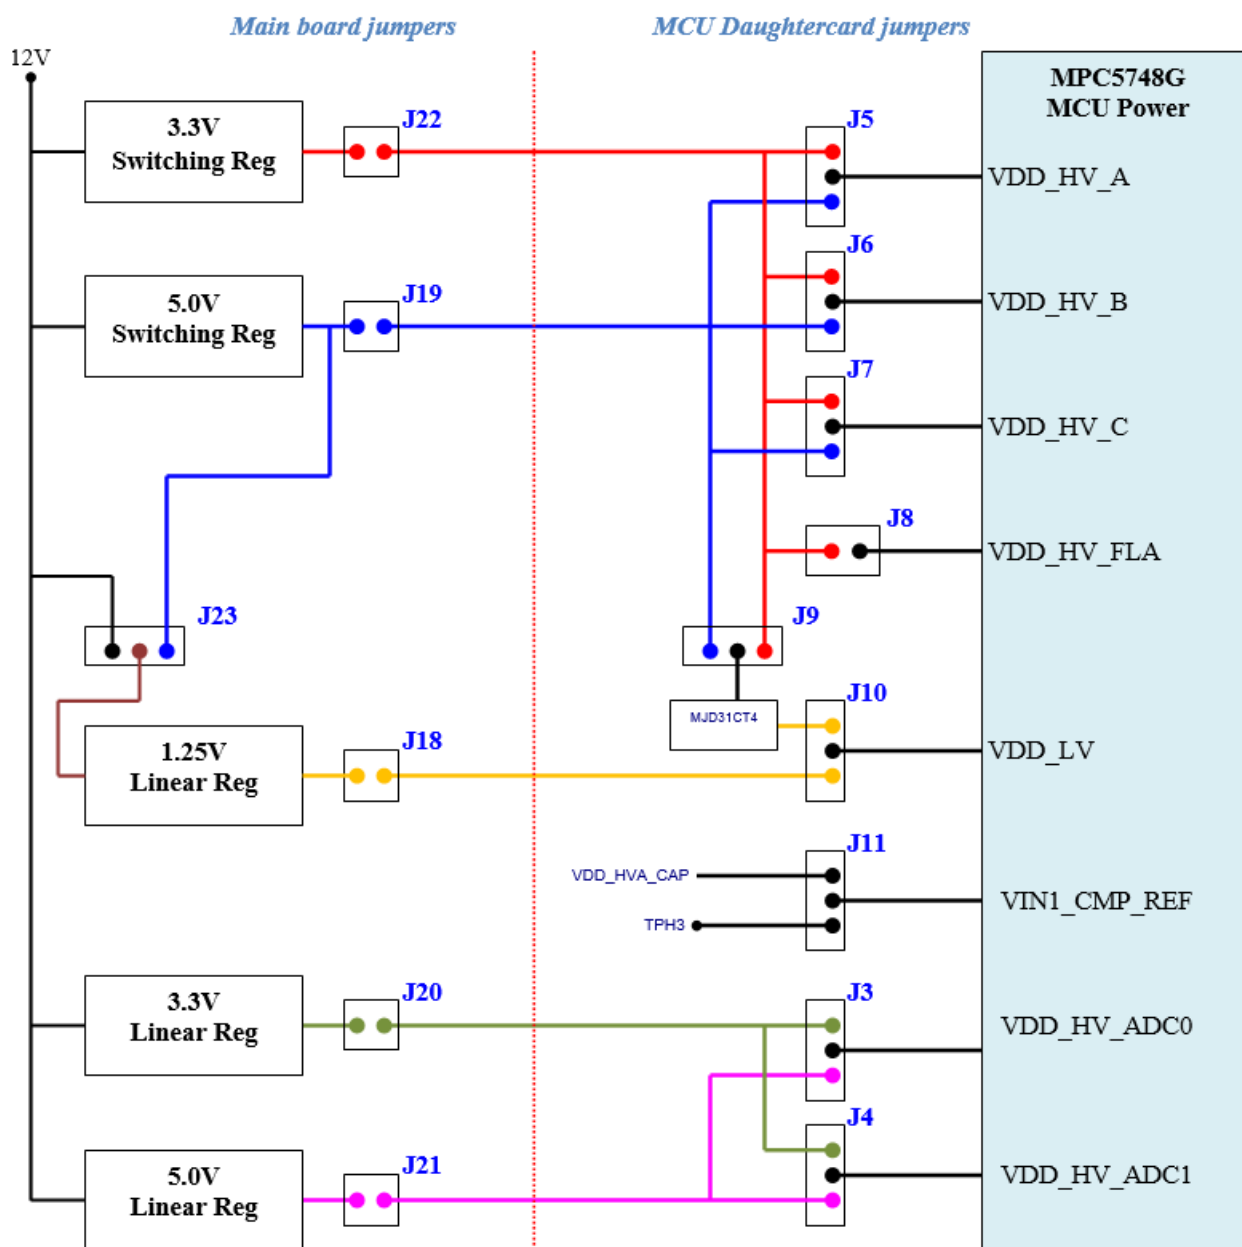 Main board jumpers
MCU Daughtercard jumpers
12V
MPC5748G
MCU Power
3.3V
Switching Reg
J22
J5
VDD_HV_A
J6
5.0V
Switching Reg
J19
VDD_HV_B
J7
VDD_HV_C
J8
VDD_HV_FLA
J23
J9
J10
MJD31CT4
1.25V
Linear Reg
J18
VDD_LV
J11
VDD_HVA_CAP
VIN1_CMP_REF
TPH3
3.3V
Linear Reg
J20
J3
VDD_HV_ADC0
J4
5.0V
Linear Reg
J21
VDD_HV_ADC1